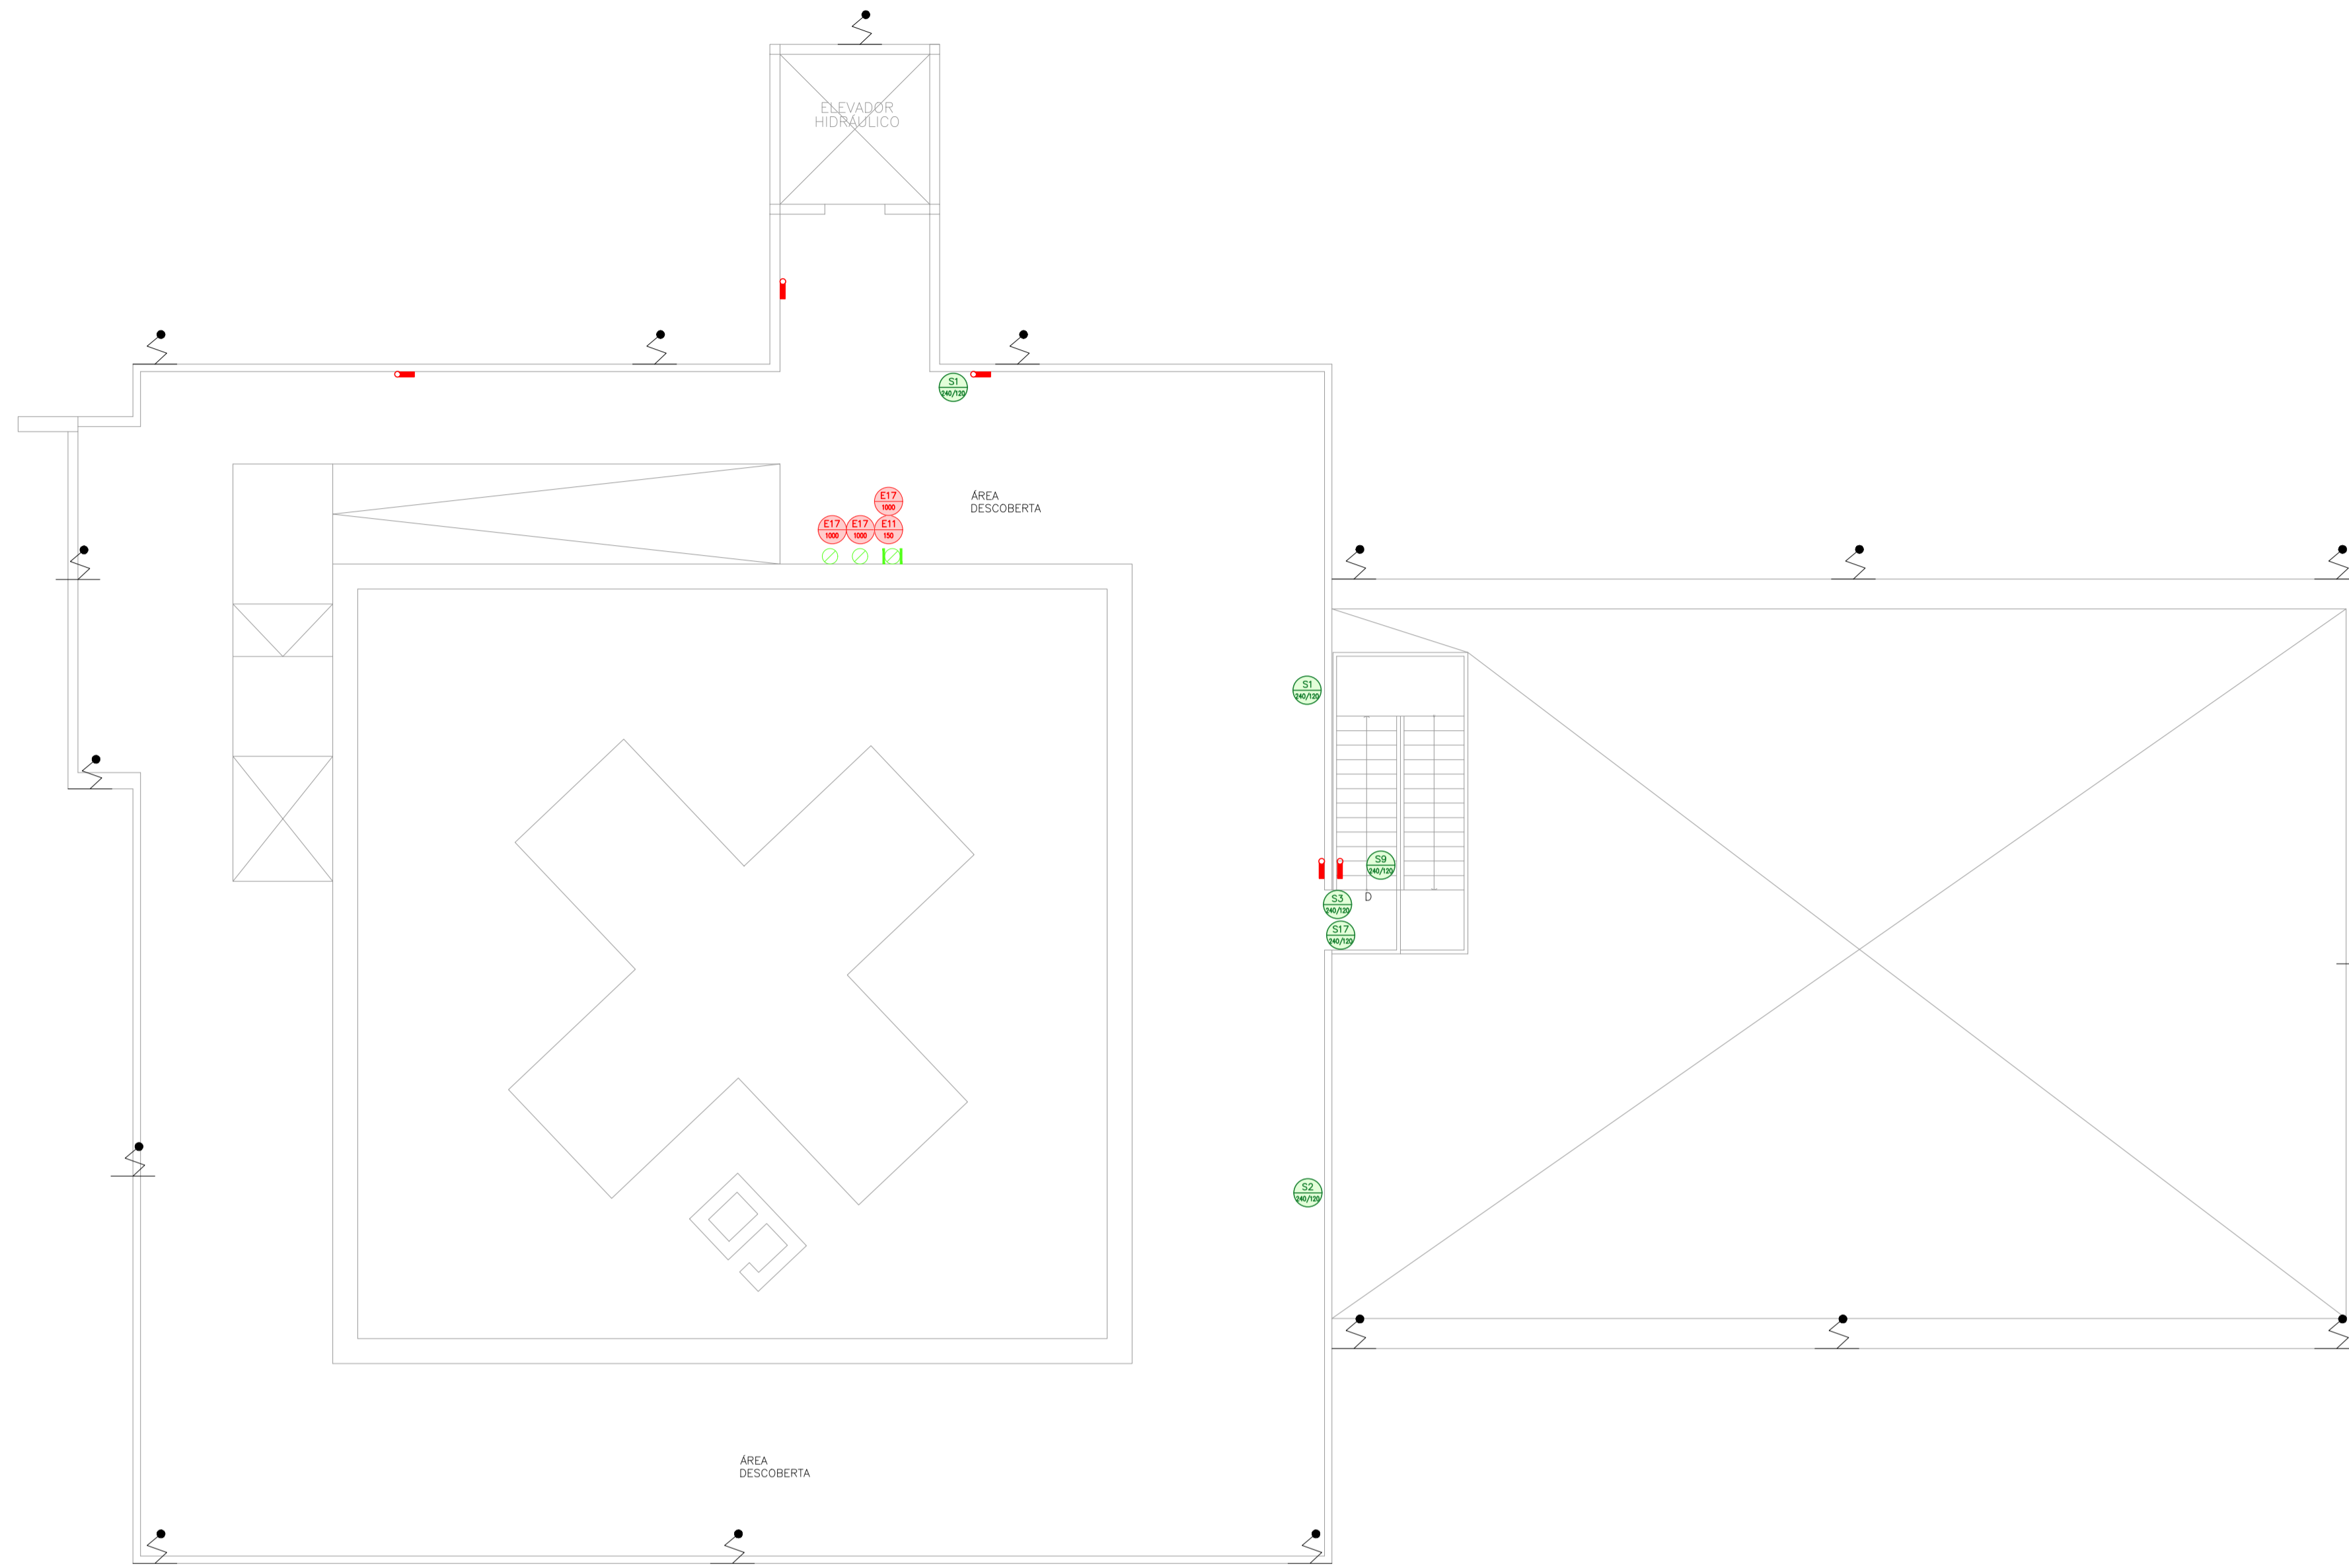 ELEVADOR
HIDRÁULICO
S1
240/120
ÁREA
DESCOBERTA
E17
1000
E17
1000
E17
1000
E11
150
S1
240/120
S9
240/120
D
S3
240/120
S17
240/120
S2
240/120
9
ÁREA
DESCOBERTA